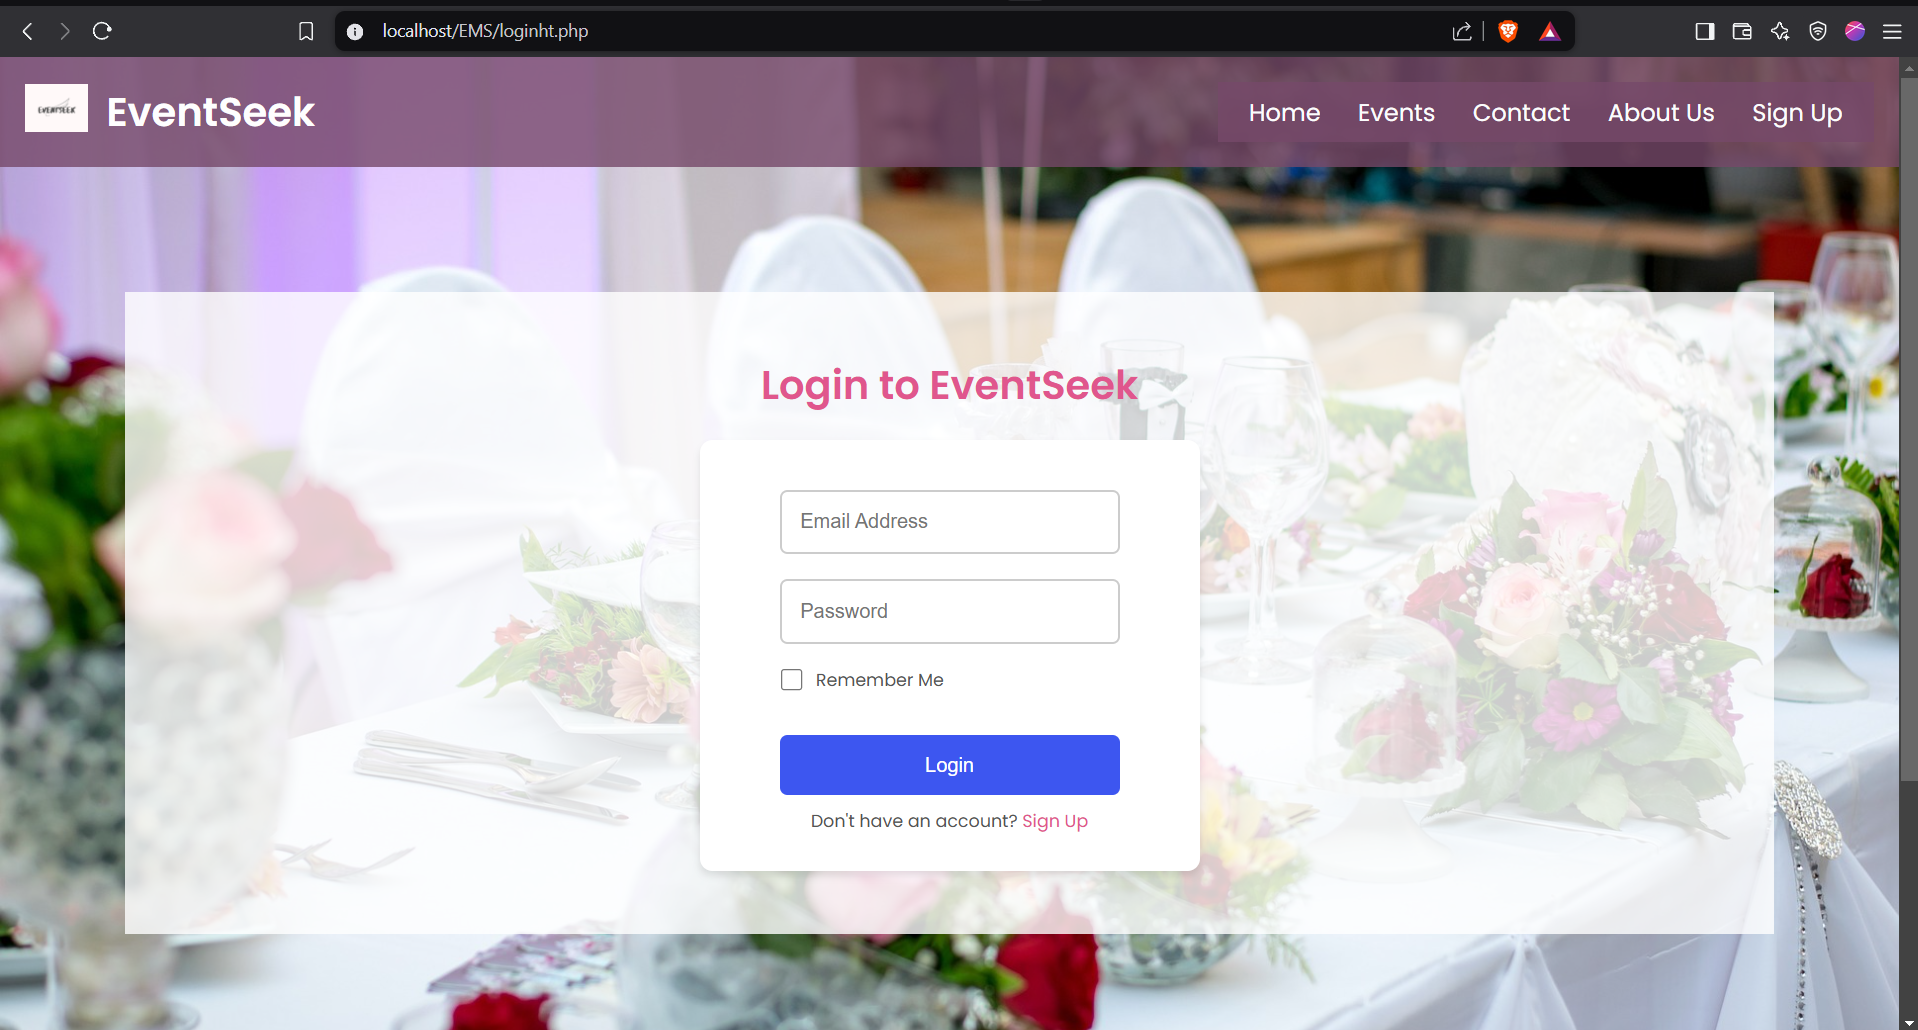 localhost/EMS/loginht.php
EVENTSEEK
EventSeek
Home Events Contact About Us Sign Up
Login to EventSeek
Email Address
Password
Remember Me
Login
Don't have an account? Sign Up